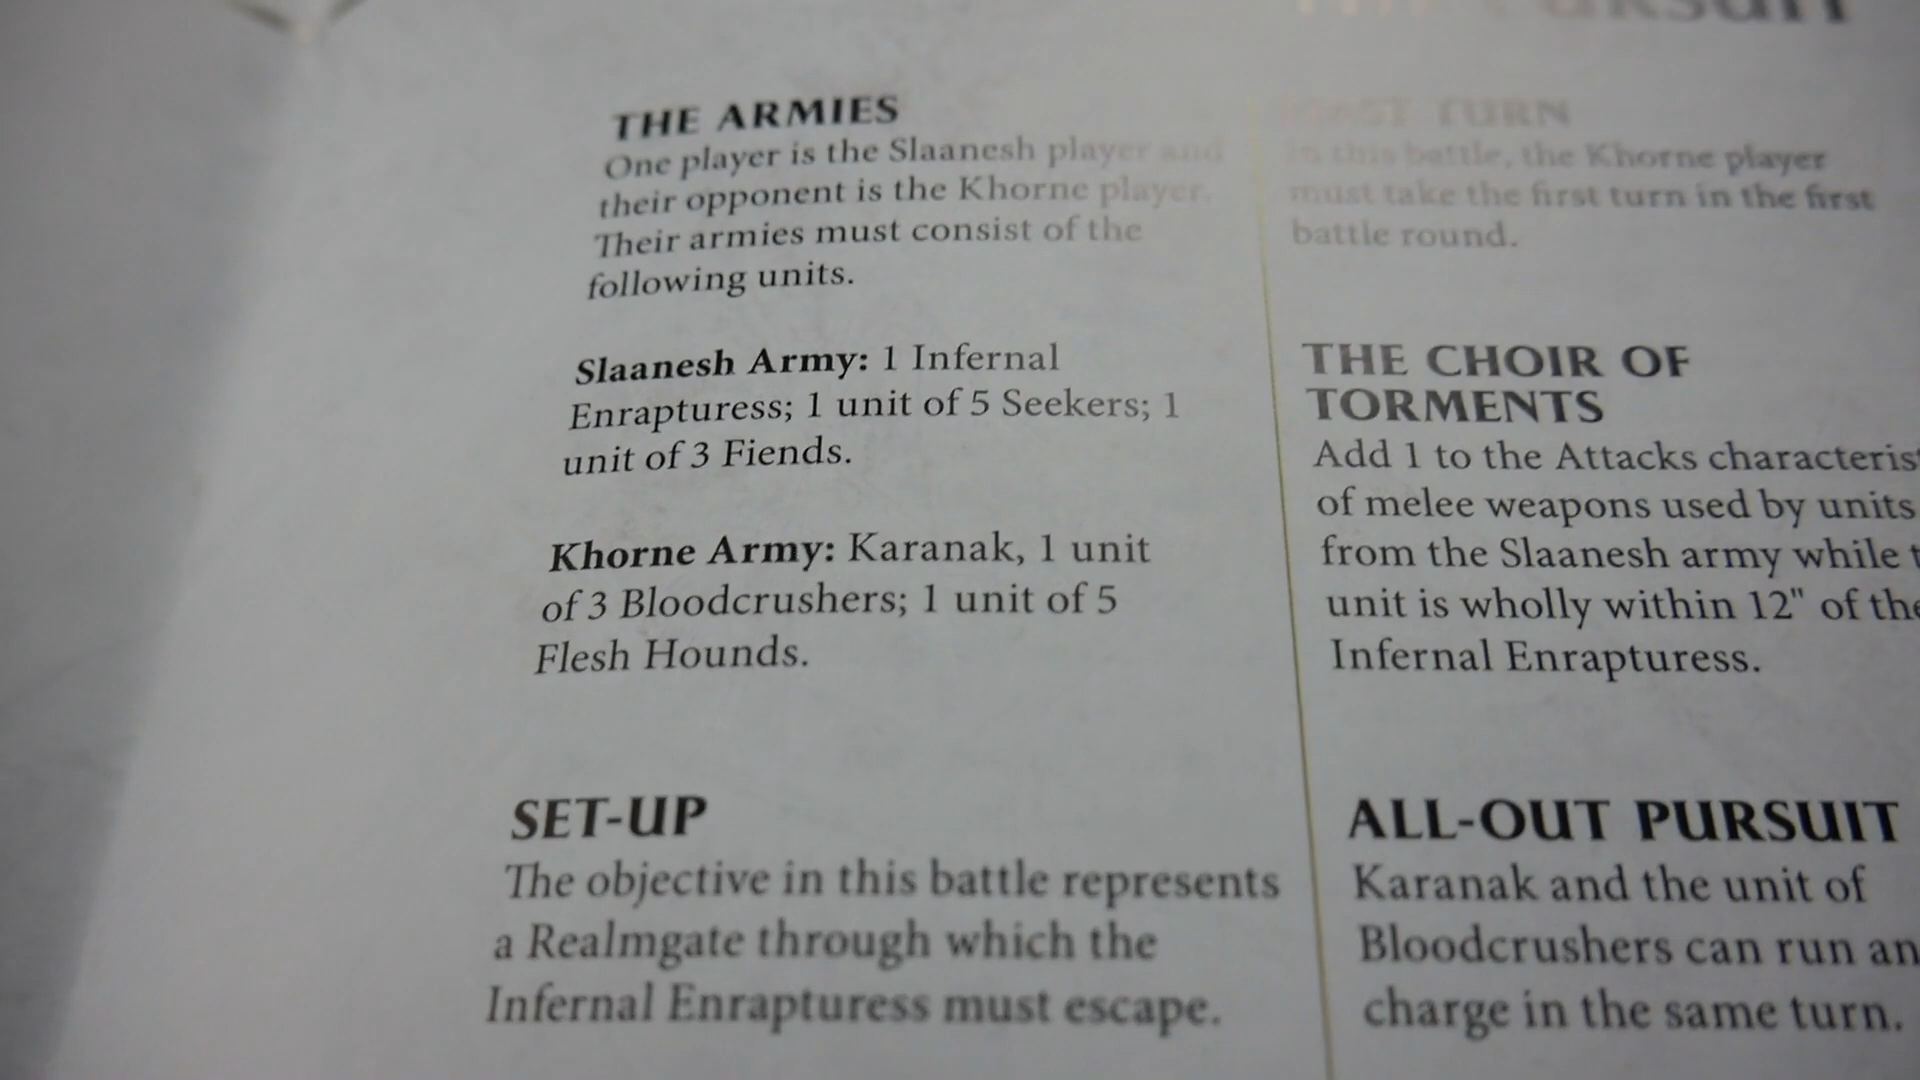 THE ARMIES
One player is the Slaanesh player and
their opponent is the Khorne player.
Their armies must consist of the
following units.
Slaanesh Army: 1 Infernal
Enrapturess; 1 unit of 5 Seekers; 1
unit of 3 Fiends.
Khorne Army: Karanak, 1 unit
of 3 Bloodcrushers; 1 unit of 5
Flesh Hounds.
SET-UP
The objective in this battle represents
a Realmgate through which the
Infernal Enrapturess must escape.
TURN
In this battle, the Khorne player
must take the first turn in the first
battle round.
THE CHOIR OF
TORMENTS
Add 1 to the Attacks
of melee weapons used by units
from the Slaanesh army while
unit is wholly within 12" of
Infernal Enrapturess.
ALL-OUT PURSUIT
Karanak and the unit of
Bloodcrushers can run
charge in the same turn.